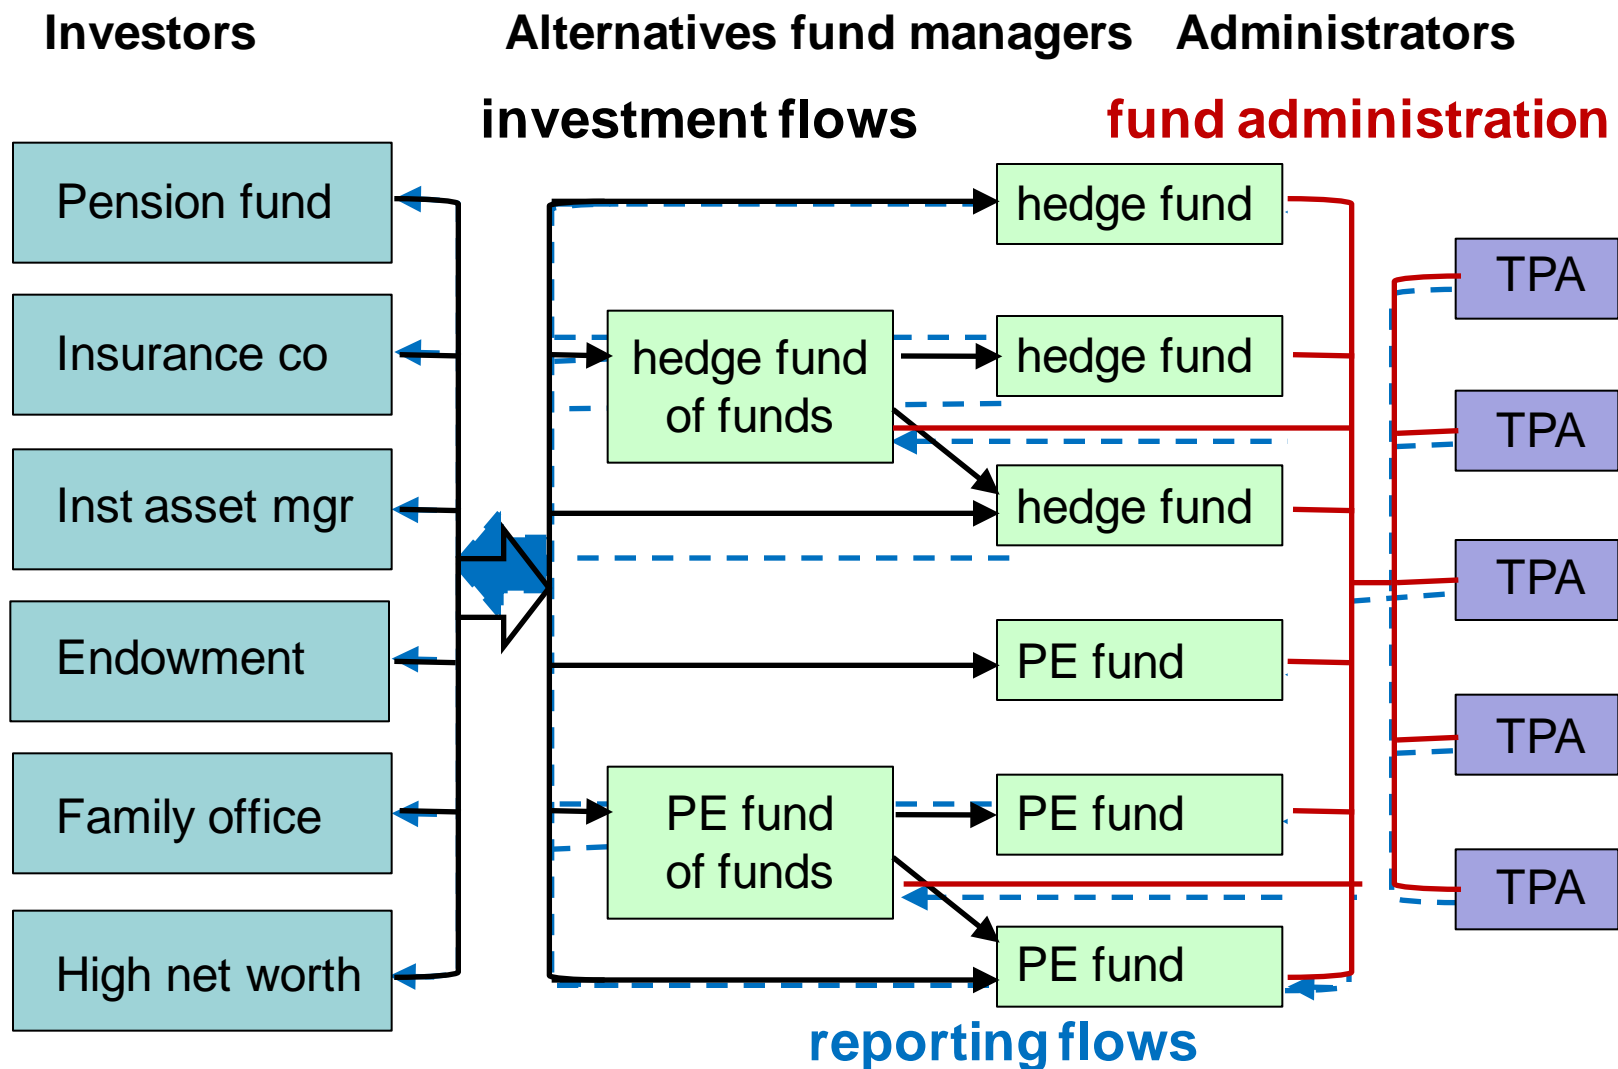 Investors
Alternatives fund managers
Administrators
investment flows
fund administration
Pension fund
Insurance co
Inst asset mgr
Endowment
Family office
High net worth
hedge fund
of funds
PE fund
of funds
hedge fund
hedge fund
hedge fund
PE fund
PE fund
PE fund
TPA
TPA
TPA
TPA
TPA
reporting flows